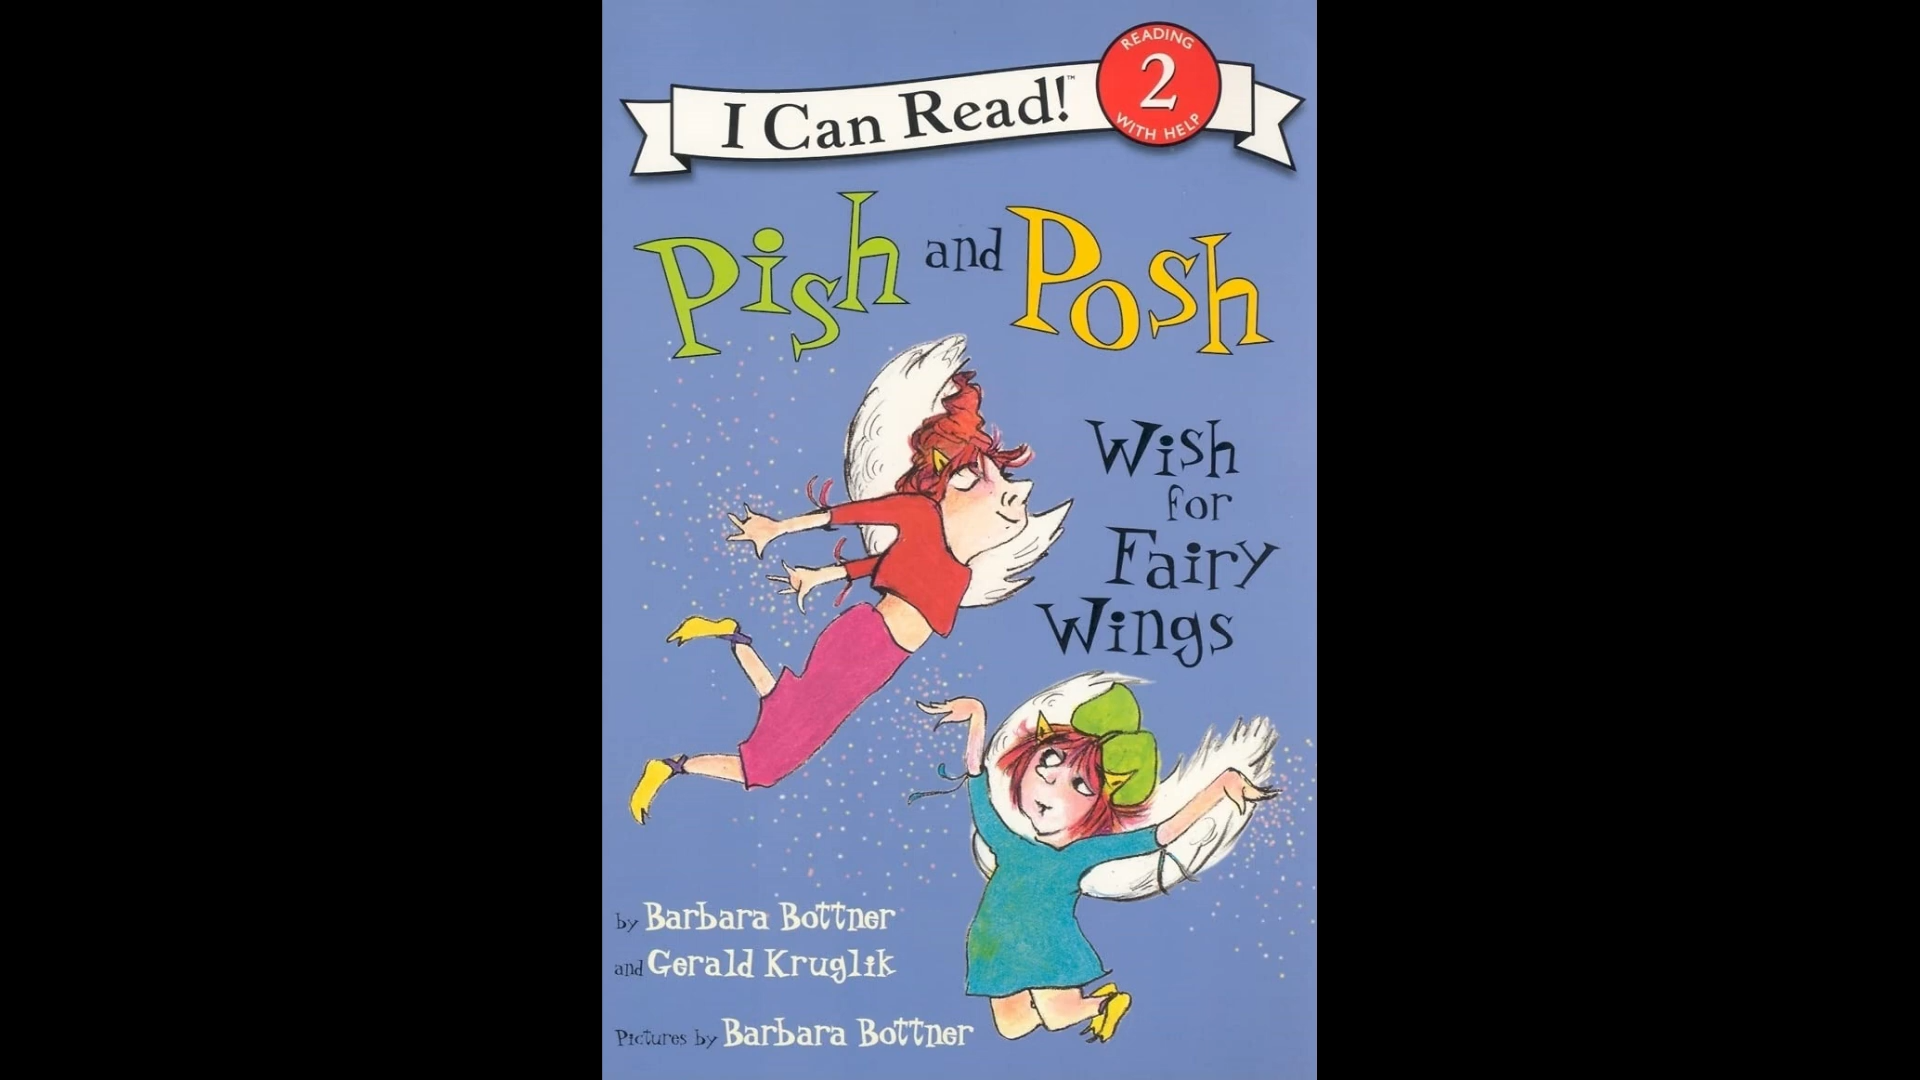 READING
2
WITH HELP
I Can Read!™
Pish and Posh
Wish
for
Fairy
Wings
by Barbara Bottner
and Gerald Kruglik
Pictures by Barbara Bottner